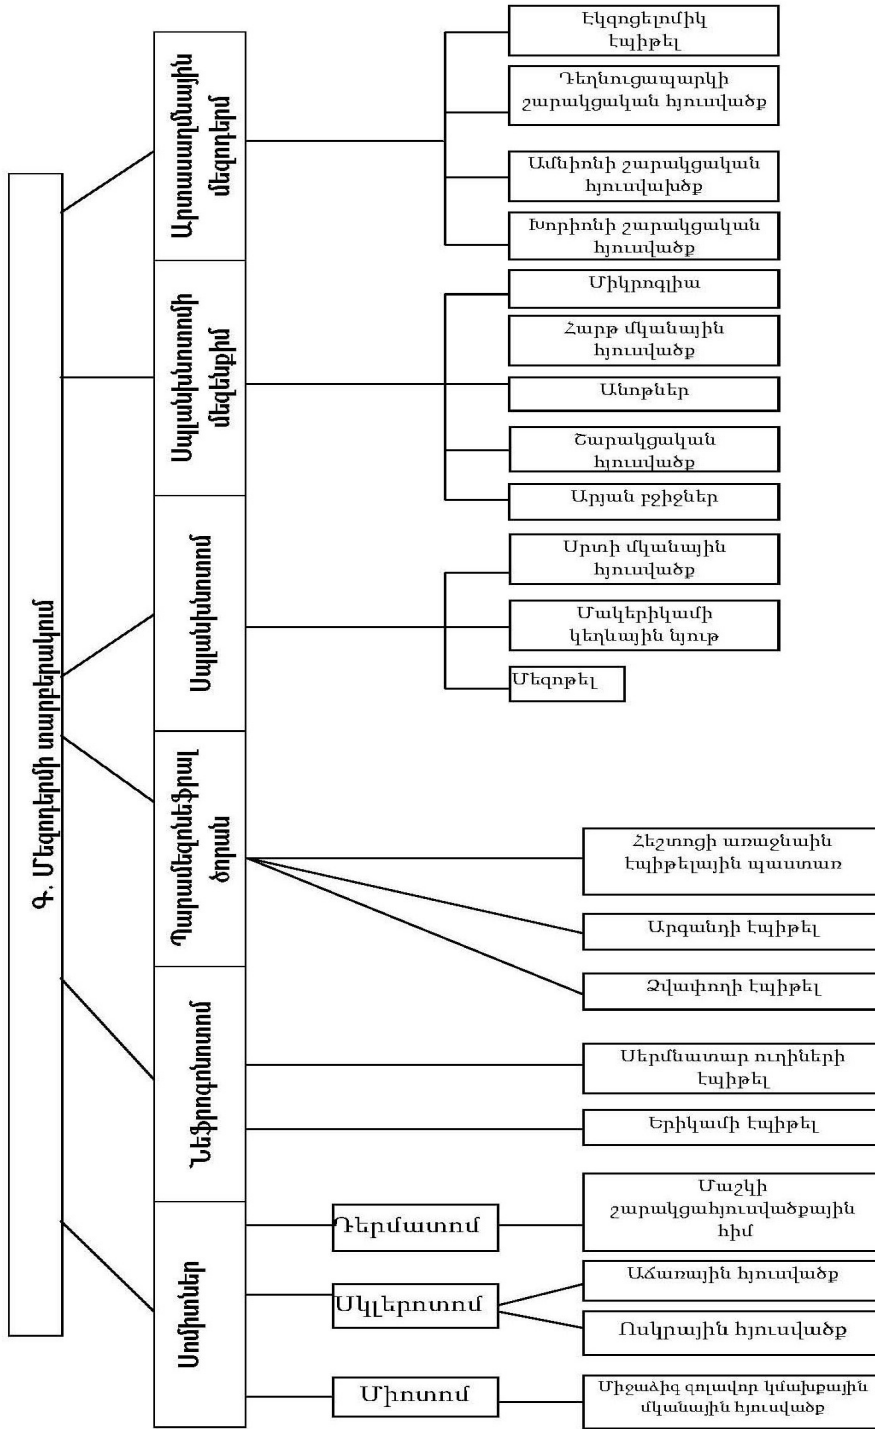 Գ. Մեզոդերմի տարբերակում
Արտասաղմնային
մեզոդերմ
Էկզոցելոմիկ
էպիթել
Դեղնուցապարկի
շարակցական հյուսվածք
Ամնիոնի շարակցական
հյուսվախծք
Խորիոնի շարակցական
հյուսվածք
Սպլանխնոտոմի
մեզենքիմ
Միկրոգլիա
Հարթ մկանային
հյուսվածք
Անոթներ
Շարակցական
հյուսվածք
Արյան բջիջներ
Սպլանխնոտոմ
Սրտի մկանային
հյուսվածք
Մակերիկամի
կեղևային նյութ
Մեզոթել
Պարամեզոնեֆրալ
ծորան
Հեշտոցի առաջնաին
էպիթելային պաստառ
Արգանդի էպիթել
Ձվափողի էպիթել
Նեֆրոգոնոտոմ
Սերմնատար ուղիների
էպիթել
Երիկամի էպիթել
Սոմիտներ
Դերմատոմ
Մաշկի
շարակցահյուսվածքային
հիմ
Սկլերոտոմ
Աճառային հյուսվածք
Ոսկրային հյուսվածք
Միոտոմ
Միջաձիգ զոլավոր կմախքային
մկանային հյուսվածք